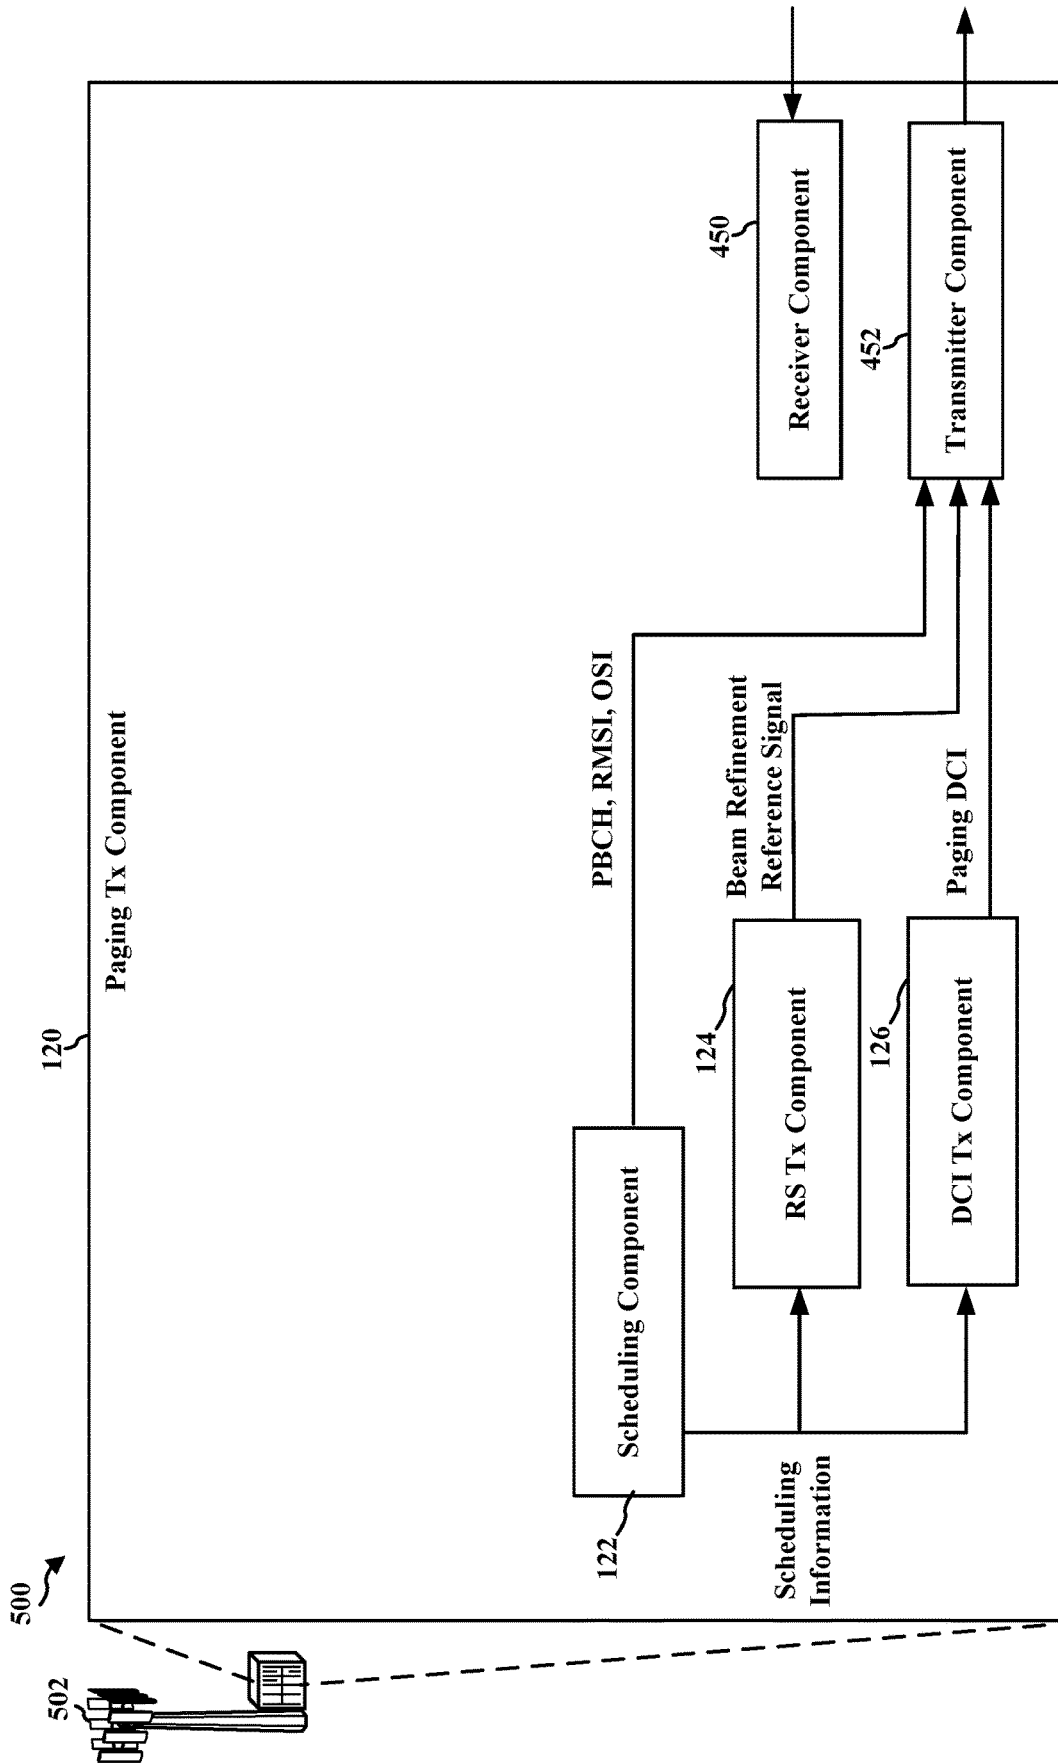 500
502
120
Paging Tx Component
122
Scheduling Component
Scheduling
Information
124
RS Tx Component
126
DCI Tx Component
PBCH, RMSI, OSI
Beam Refinement
Reference Signal
Paging DCI
450
Receiver Component
452
Transmitter Component